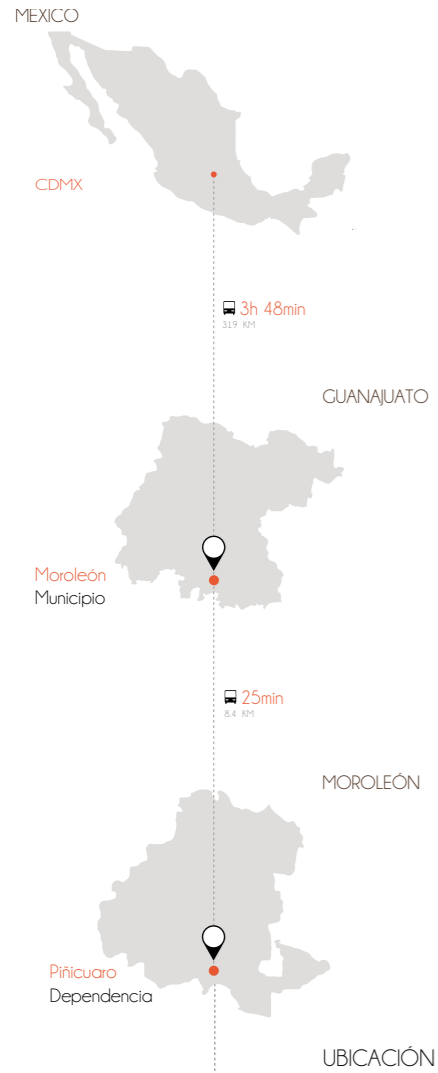 MEXICO
CDMX
3h 48min
319 KM
GUANAJUATO
Moroleón
Municipio
25min
8.4 KM
MOROLEÓN
Piñicuaro
Dependencia
UBICACIÓN